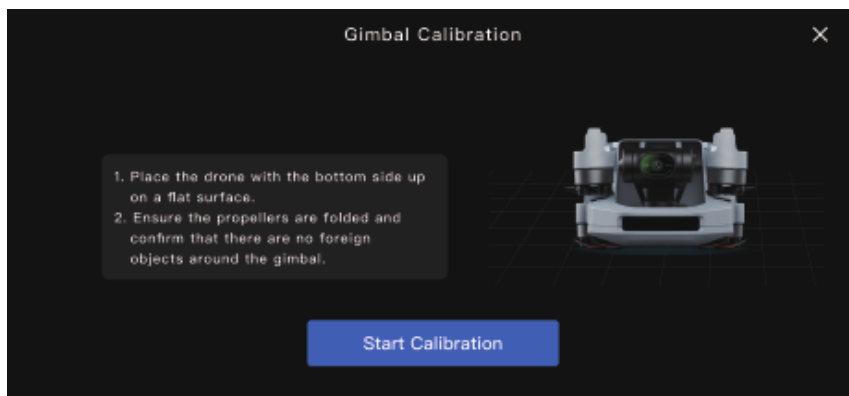 Gimbal Calibration
1. Place the drone with the bottom side up
on a flat surface.
2. Ensure the propellers are folded and
confirm that there are no foreign
objects around the gimbal.
Start Calibration